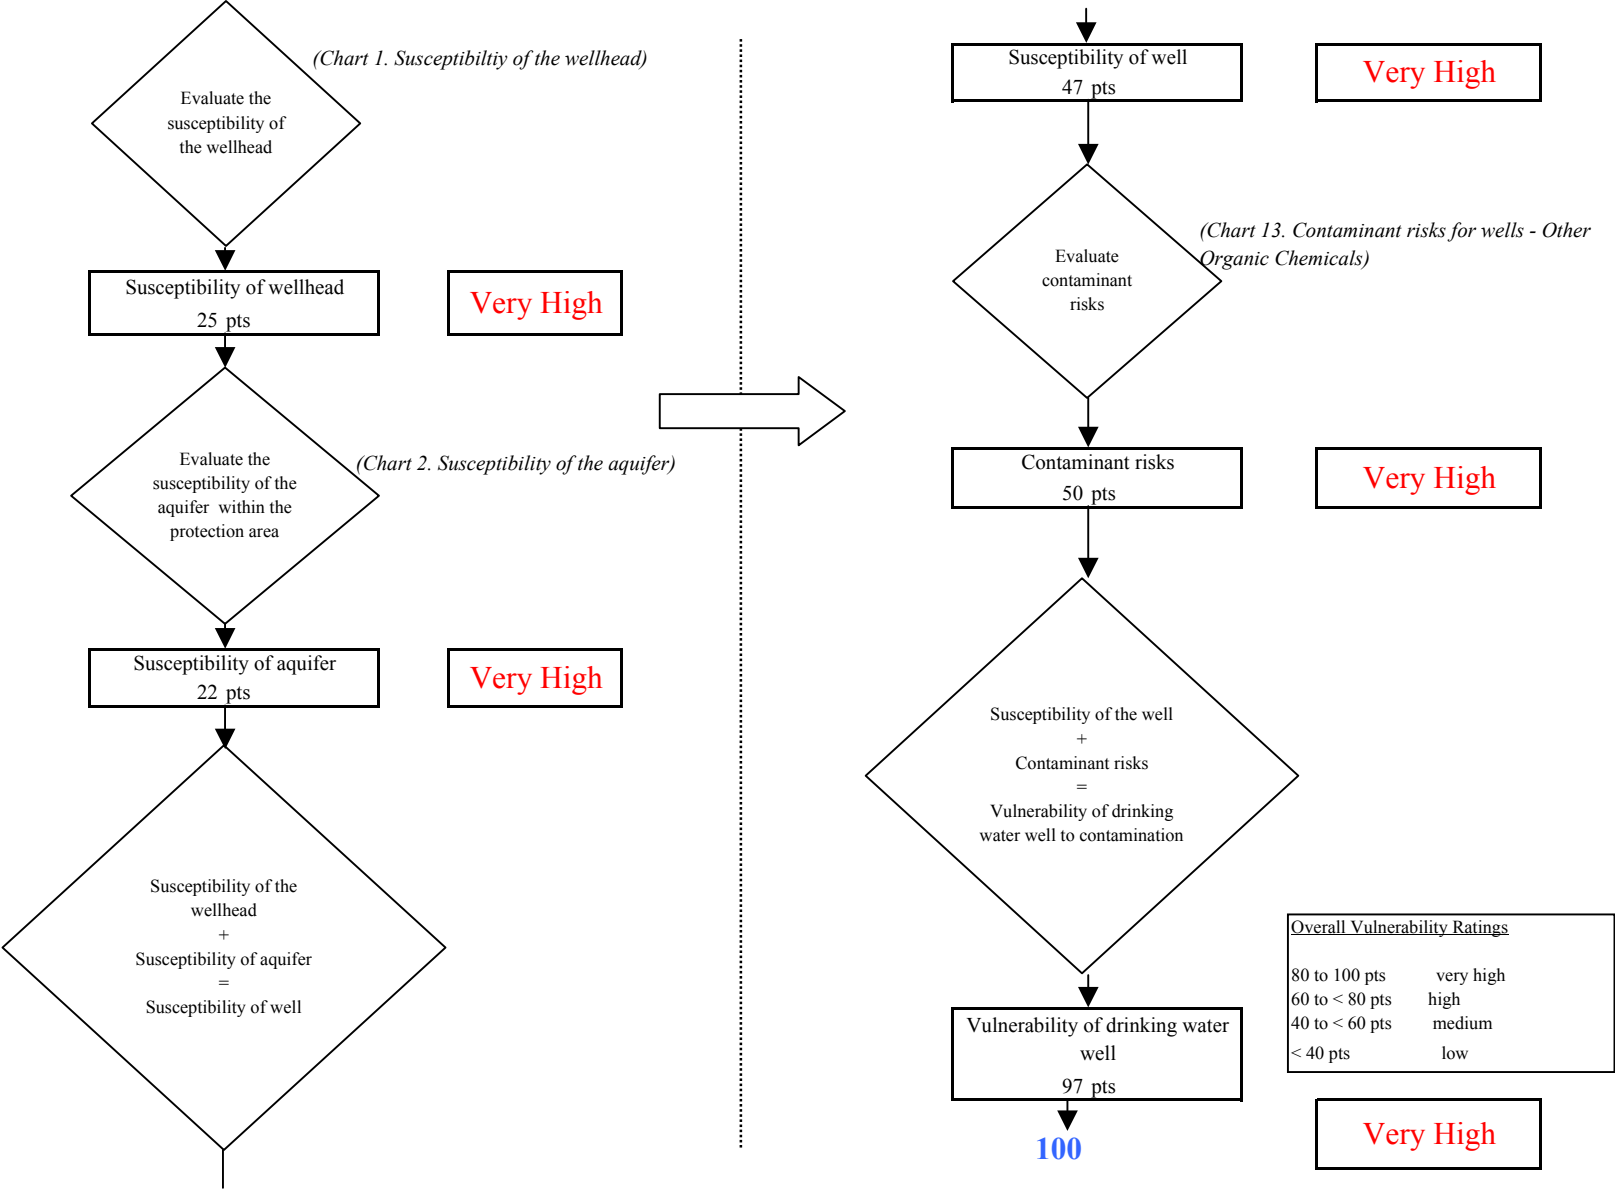 (Chart 1. Susceptibiltiy of the wellhead)
Evaluate the
susceptibility of
the wellhead
Susceptibility of wellhead
25 pts
Very High
Evaluate the
susceptibility of the
aquifer within the
protection area
(Chart 2. Susceptibility of the aquifer)
Susceptibility of aquifer
22 pts
Very High
Susceptibility of the
wellhead
+
Susceptibility of aquifer
=
Susceptibility of well
Susceptibility of well
47 pts
Very High
(Chart 13. Contaminant risks for wells - Other
Organic Chemicals)
Evaluate
contaminant
risks
Contaminant risks
50 pts
Very High
Susceptibility of the well
+
Contaminant risks
=
Vulnerability of drinking
water well to contamination
Vulnerability of drinking water
well
97 pts
100
Overall Vulnerability Ratings
80 to 100 pts very high
60 to < 80 pts high
40 to < 60 pts medium
< 40 pts low
Very High